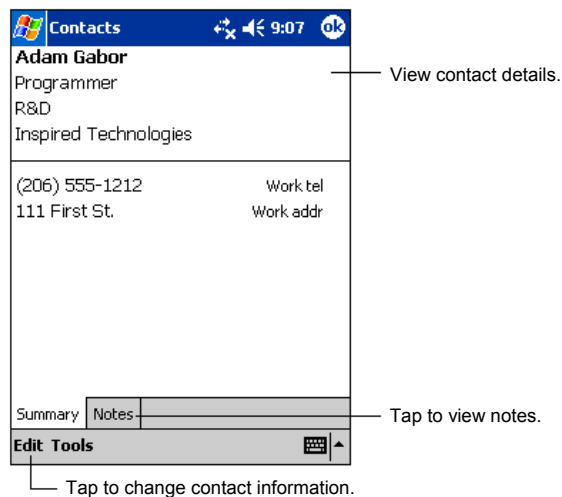 Contacts 9:07 ok
Adam Gabor
Programmer
R&D
Inspired Technologies
View contact details.
(206) 555-1212 Work tel
111 First St. Work addr
Summary Notes
Tap to view notes.
Edit Tools
Tap to change contact information.